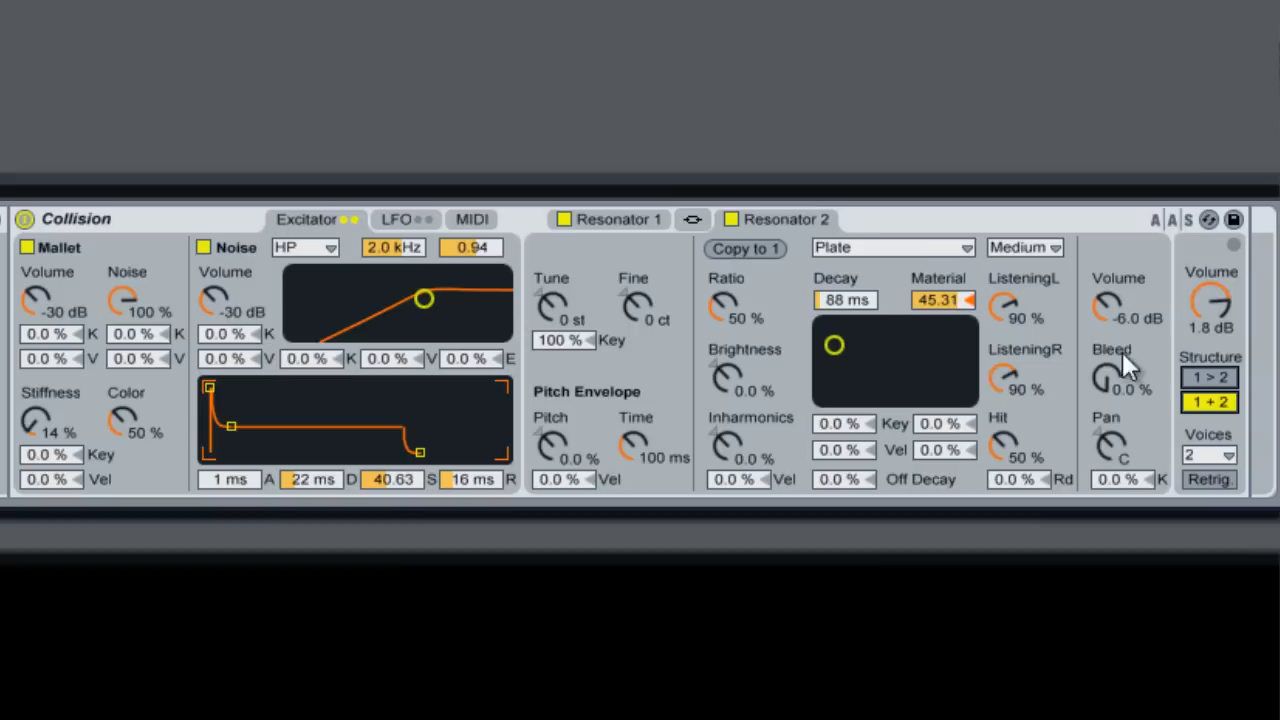 Collision
Excitator
LFO
MIDI
Resonator 1
Resonator 2
A A S
Mallet
Volume
Noise
-30 dB
100 %
0.0 % K
0.0 % K
0.0 % V
0.0 % V
Stiffness
Color
14 %
50 %
0.0 % Key
0.0 % Vel
Noise
HP
2.0 kHz
0.94
Volume
-30 dB
0.0 % K
0.0 % V
0.0 % K
0.0 % V
0.0 % E
1 ms A
22 ms D
40.63 S
16 ms R
Tune
Fine
0 st
0 ct
100 % Key
Pitch Envelope
Pitch
Time
0.0 %
100 ms
0.0 % Vel
Copy to 1
Plate
Medium
Ratio
50 %
Brightness
0.0 %
Inharmonics
0.0 %
0.0 % Vel
Decay
Material
88 ms
45.31
0.0 % Key 0.0 %
0.0 % Vel 0.0 %
0.0 % Off Decay
ListeningL
90 %
ListeningR
90 %
Hit
50 %
0.0 % Rd
Volume
-6.0 dB
Bleed
0.0 %
Pan
C
0.0 % K
Volume
1.8 dB
Structure
1 > 2
1 + 2
Voices
2
Retrig.